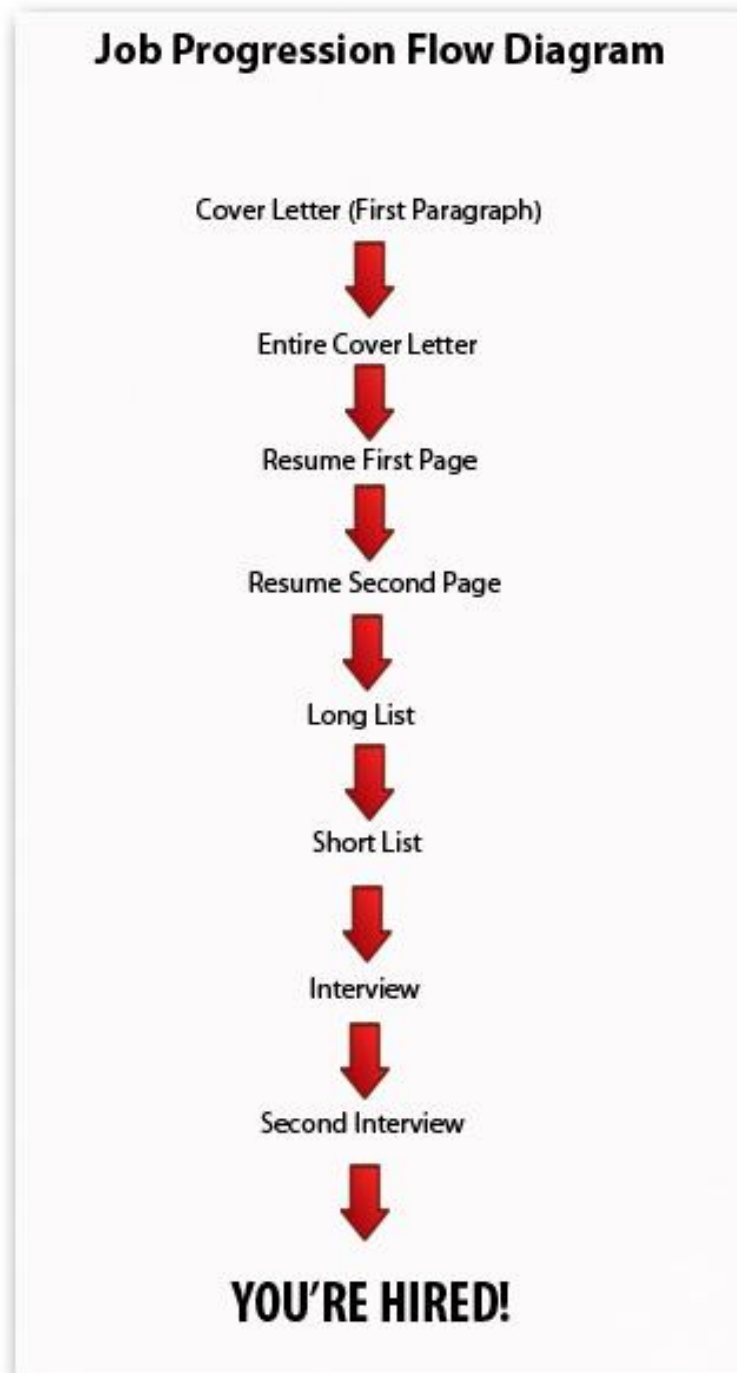 Job Progression Flow Diagram
Cover Letter (First Paragraph)
Entire Cover Letter
Resume First Page
Resume Second Page
Long List
Short List
Interview
Second Interview
YOU'RE HIRED!